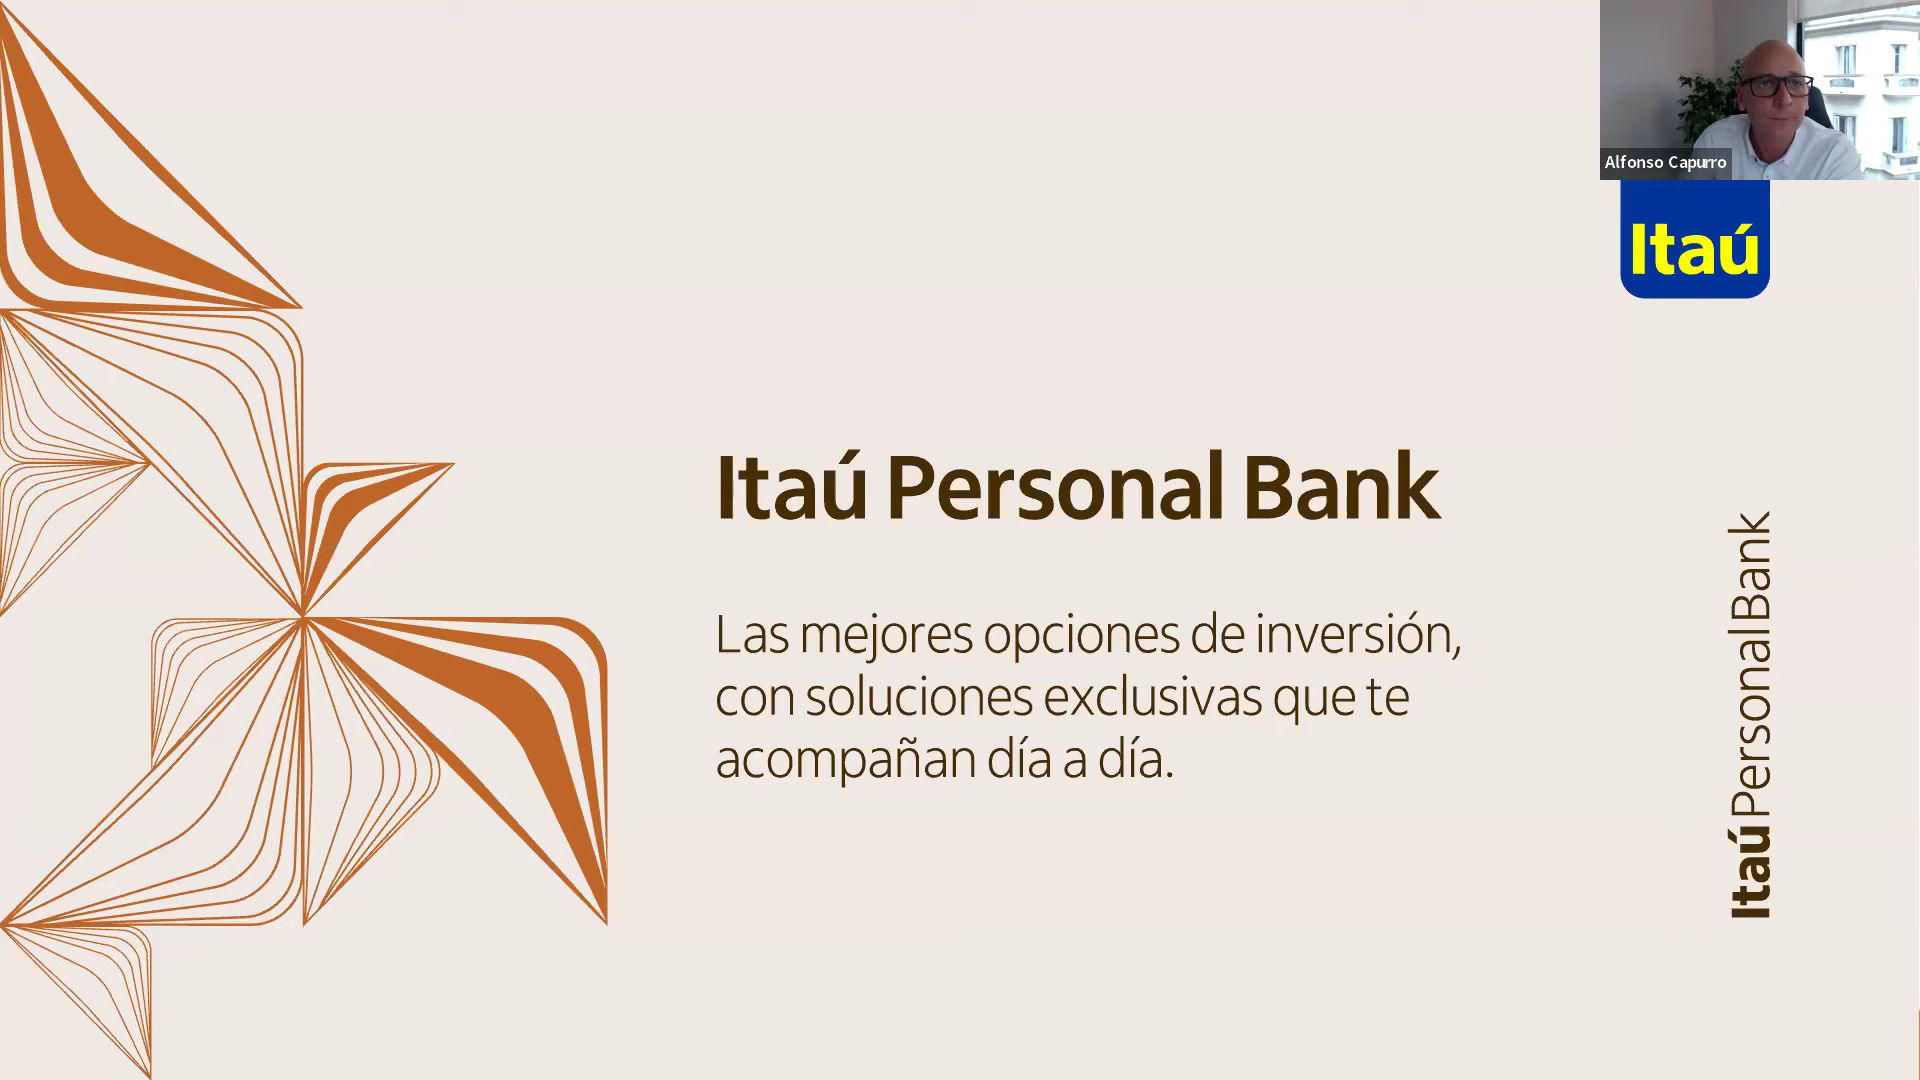 Alfonso Capurro
Itaú
Itaú Personal Bank
Las mejores opciones de inversión,
con soluciones exclusivas que te
acompañan día a día.
Itaú Personal Bank